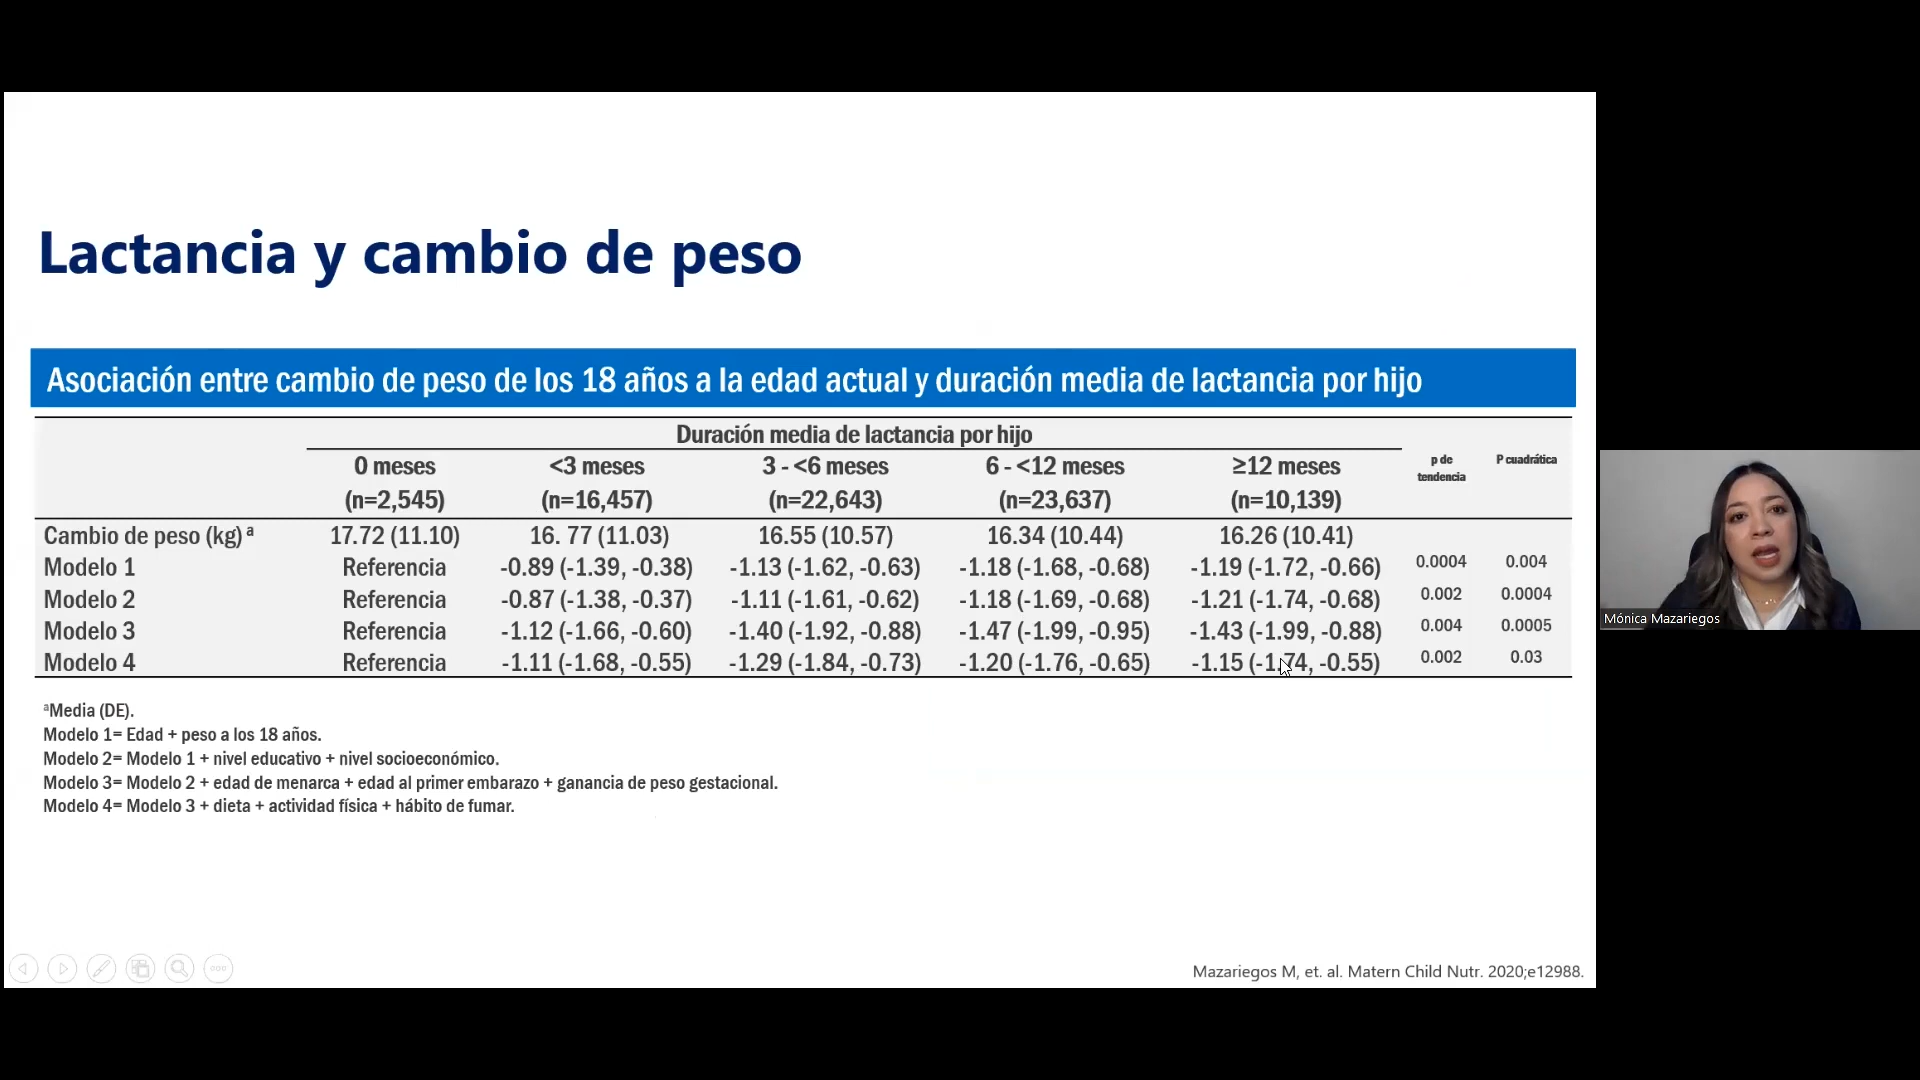 Lactancia y cambio de peso
Asociación entre cambio de peso de los 18 años a la edad actual y duración media de lactancia por hijo
Duración media de lactancia por hijo
0 meses <3 meses 3 - <6 meses 6 - <12 meses ≥12 meses p de tendencia P cuadrática
(n=2,545) (n=16,457) (n=22,643) (n=23,637) (n=10,139)
Cambio de peso (kg) a 17.72 (11.10) 16. 77 (11.03) 16.55 (10.57) 16.34 (10.44) 16.26 (10.41)
Modelo 1 Referencia -0.89 (-1.39, -0.38) -1.13 (-1.62, -0.63) -1.18 (-1.68, -0.68) -1.19 (-1.72, -0.66) 0.0004 0.004
Modelo 2 Referencia -0.87 (-1.38, -0.37) -1.11 (-1.61, -0.62) -1.18 (-1.69, -0.68) -1.21 (-1.74, -0.68) 0.002 0.0004
Modelo 3 Referencia -1.12 (-1.66, -0.60) -1.40 (-1.92, -0.88) -1.47 (-1.99, -0.95) -1.43 (-1.99, -0.88) 0.004 0.0005
Modelo 4 Referencia -1.11 (-1.68, -0.55) -1.29 (-1.84, -0.73) -1.20 (-1.76, -0.65) -1.15 (-1.74, -0.55) 0.002 0.03
aMedia (DE).
Modelo 1= Edad + peso a los 18 años.
Modelo 2= Modelo 1 + nivel educativo + nivel socioeconómico.
Modelo 3= Modelo 2 + edad de menarca + edad al primer embarazo + ganancia de peso gestacional.
Modelo 4= Modelo 3 + dieta + actividad física + hábito de fumar.
Mazariegos M, et. al. Matern Child Nutr. 2020;e12988.
Mónica Mazariegos